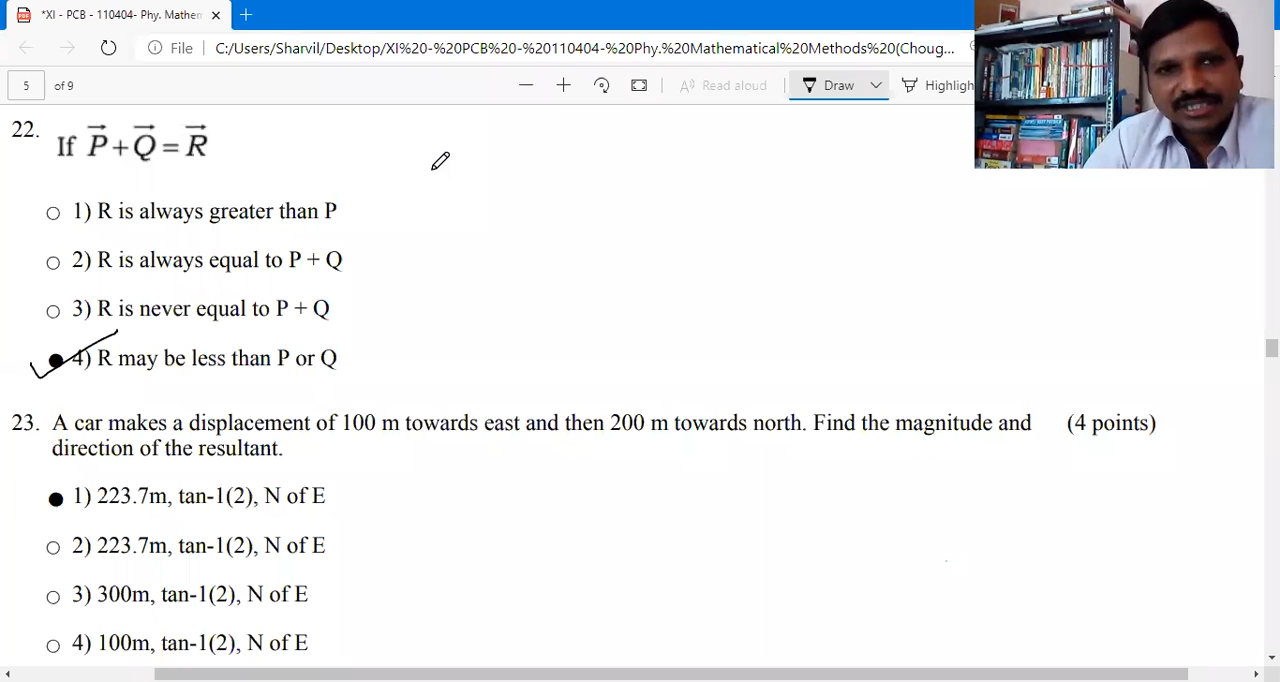 *XI - PCB - 110404- Phy. Mathem
File
C:/Users/Sharvil/Desktop/XI%20-%20PCB%20-%20110404-%20Phy.%20Mathematical%20Methods%20(Choug...
5 of 9
Read aloud
Draw
Highligh
22. If P⃗+Q⃗=R⃗
1) R is always greater than P
2) R is always equal to P + Q
3) R is never equal to P + Q
4) R may be less than P or Q
23. A car makes a displacement of 100 m towards east and then 200 m towards north. Find the magnitude and (4 points)
direction of the resultant.
1) 223.7m, tan-1(2), N of E
2) 223.7m, tan-1(2), N of E
3) 300m, tan-1(2), N of E
4) 100m, tan-1(2), N of E